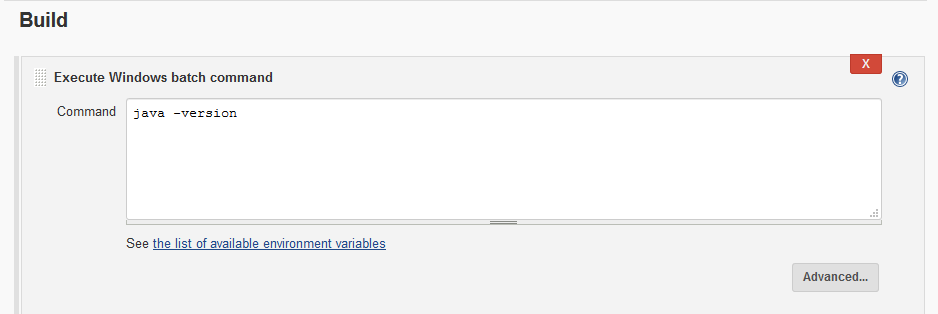 Build
X
Execute Windows batch command
?
Command
java -version
See the list of available environment variables
Advanced...